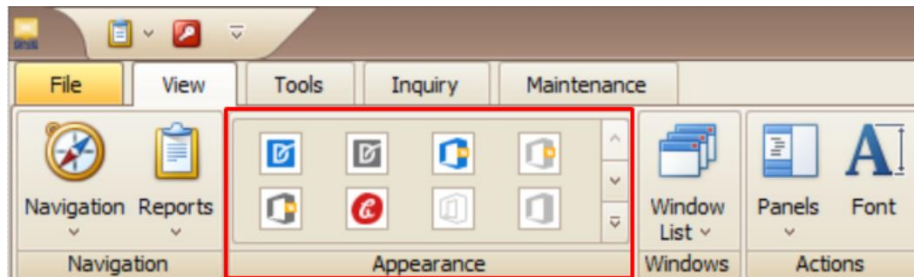 File View Tools Inquiry Maintenance
Navigation Reports Window List Panels Font
Navigation Appearance Windows Actions